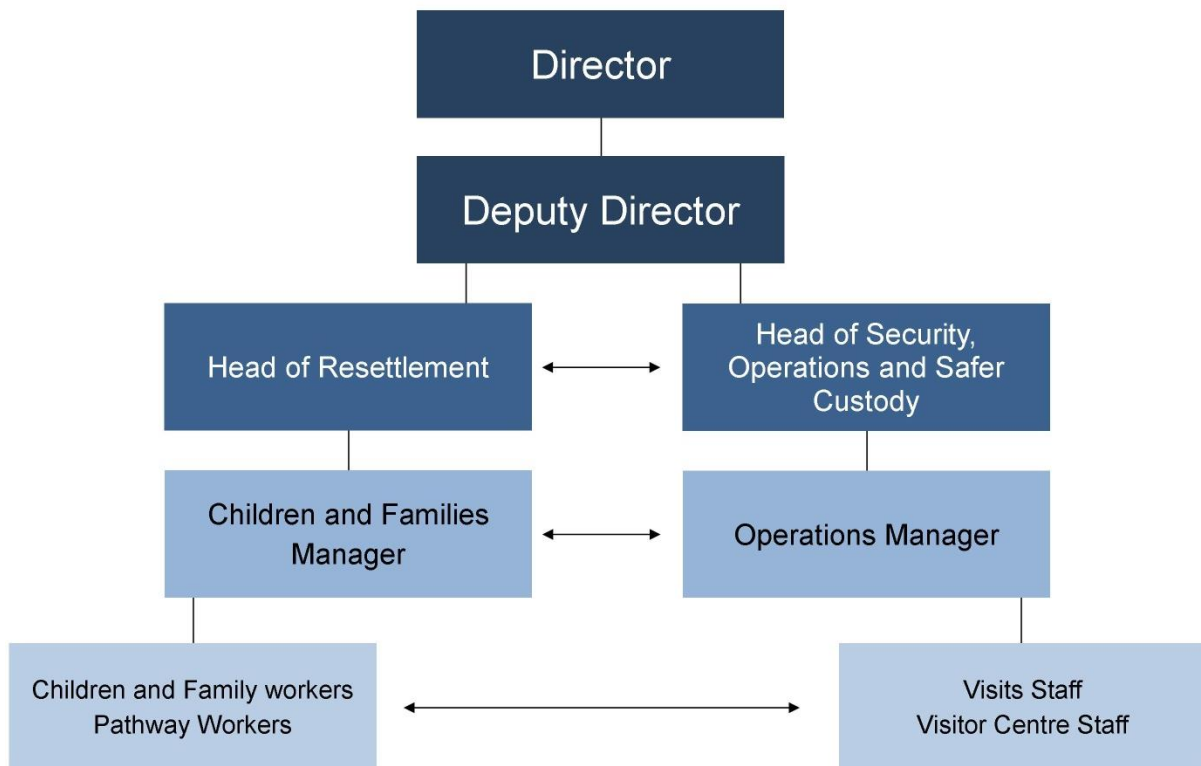 Director
Deputy Director
Head of Resettlement
Head of Security,
Operations and Safer
Custody
Children and Families
Manager
Operations Manager
Children and Family workers
Pathway Workers
Visits Staff
Visitor Centre Staff